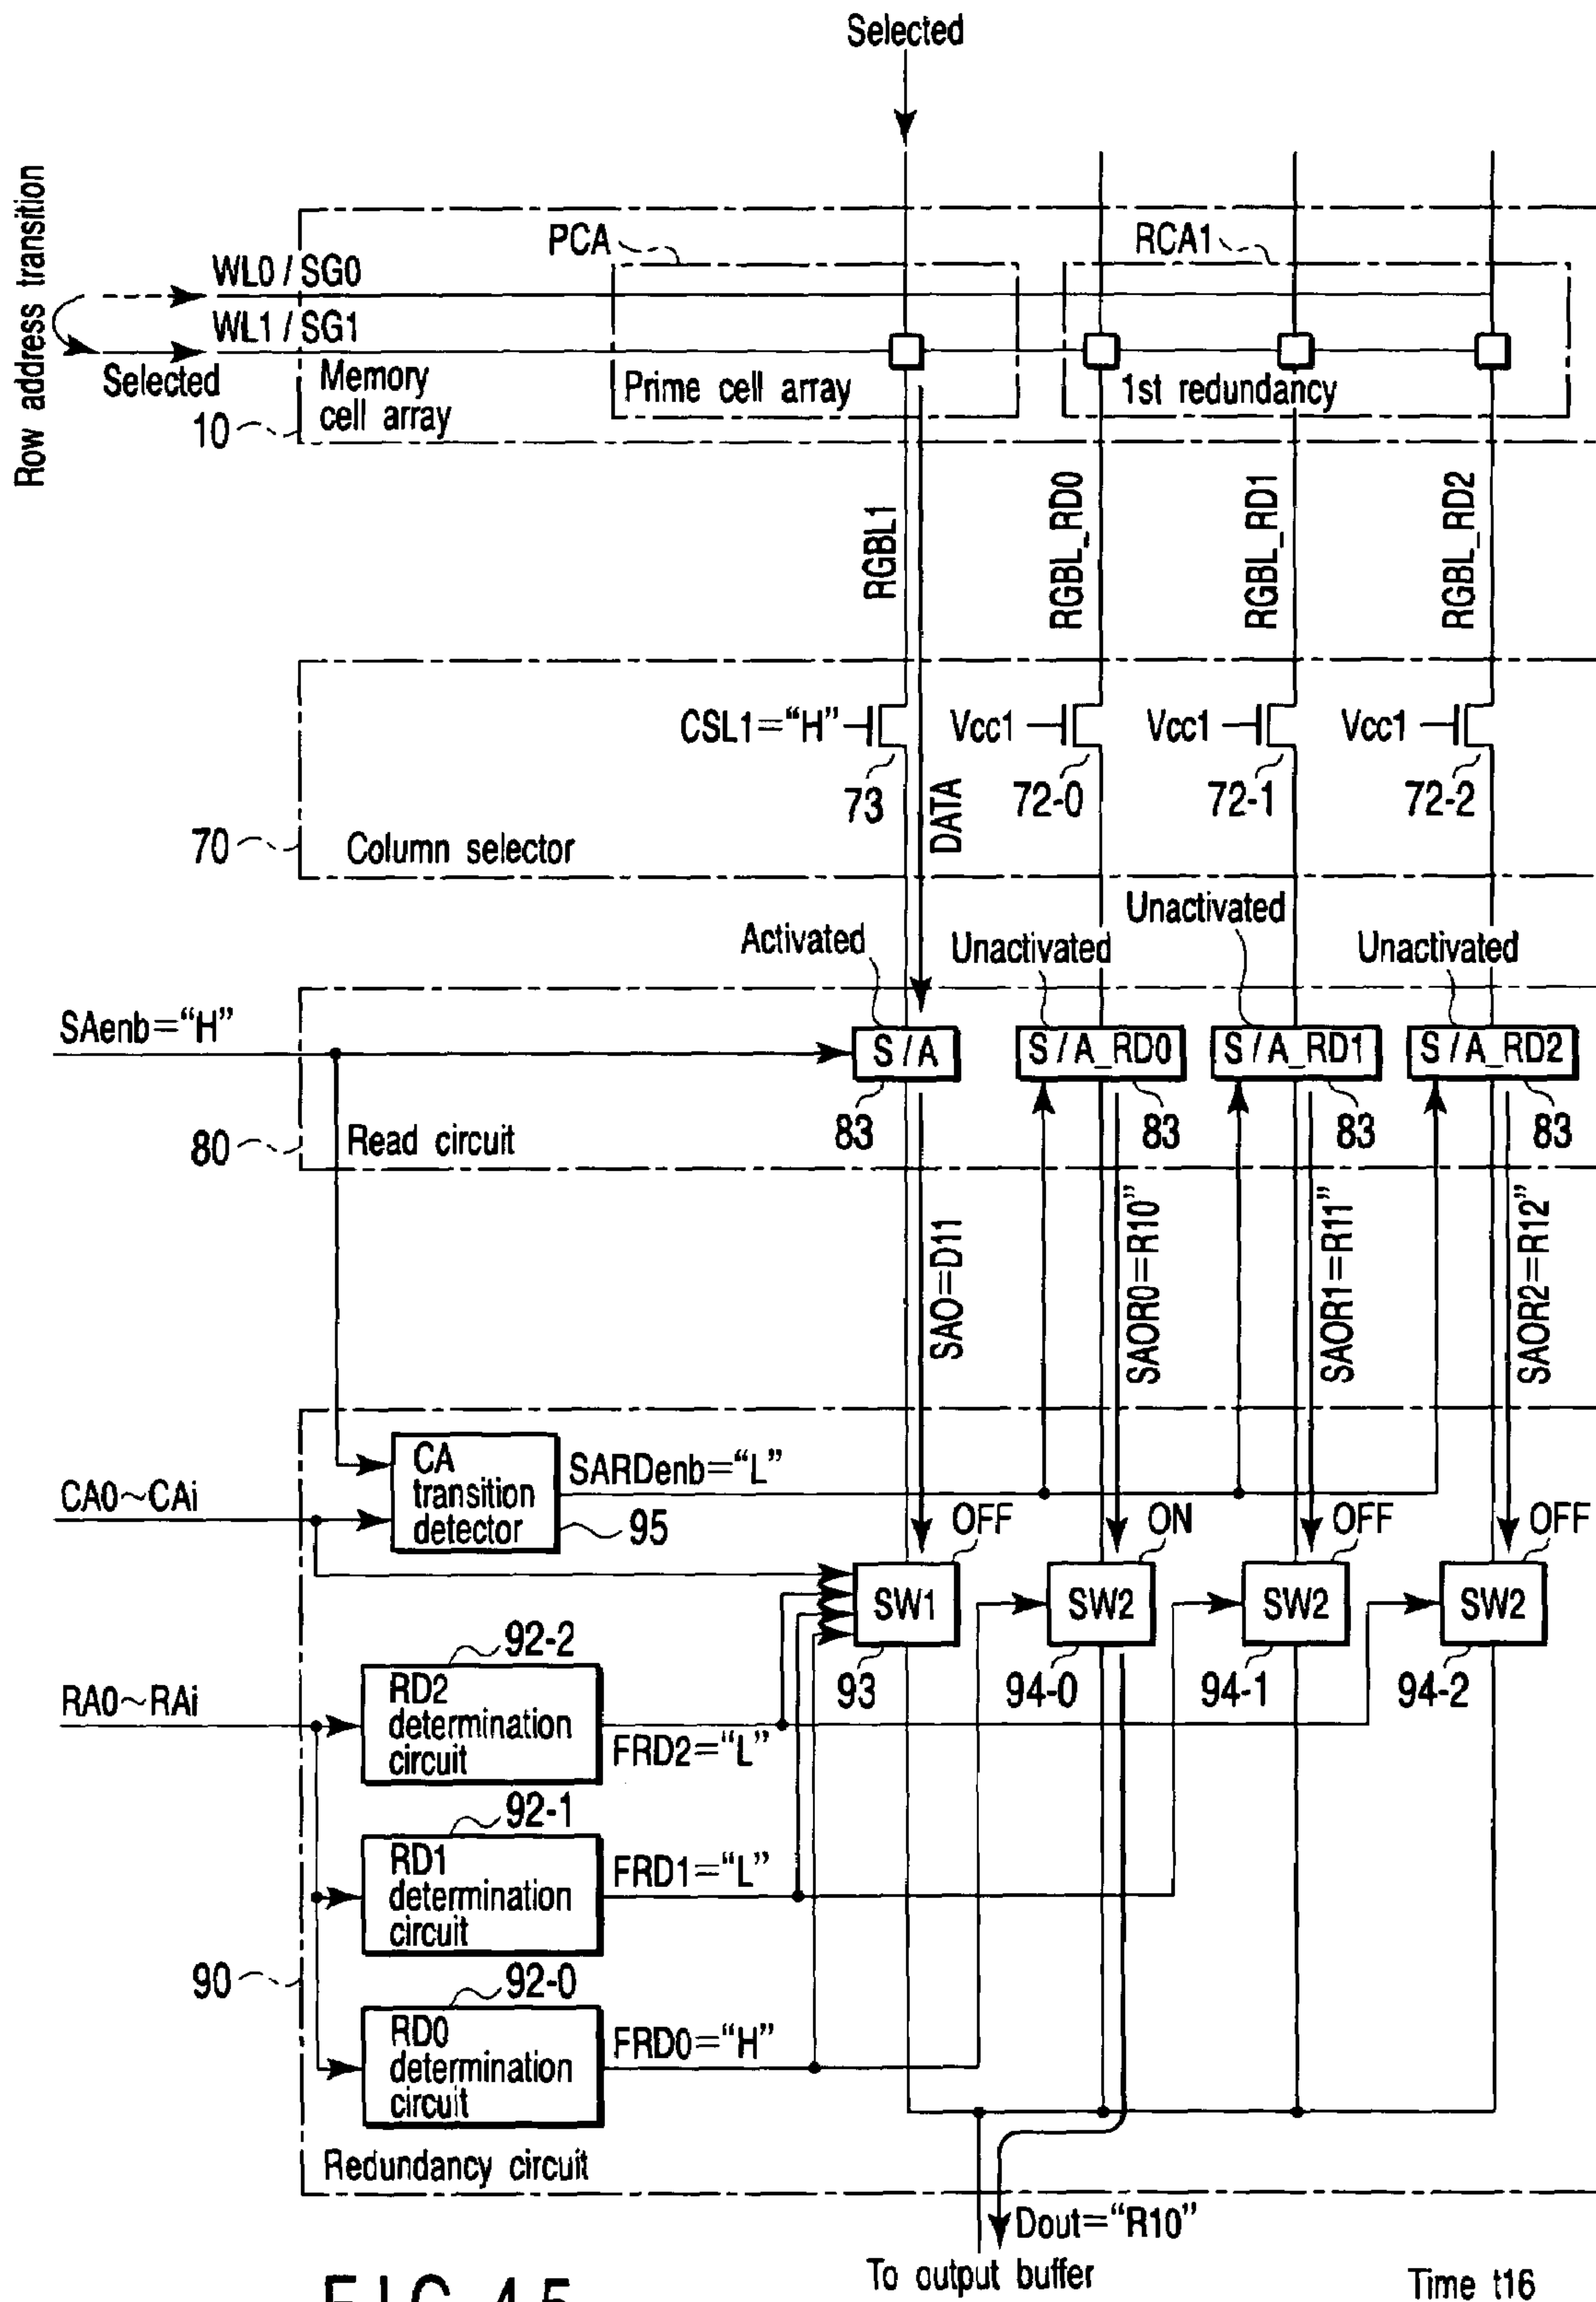 Selected
Row address transition
WL0 / SG0
WL1 / SG1
Selected
PCA
RCA1
Memory
cell array
Prime cell array
1st redundancy
10
RGBL1
RGBL_RD0
RGBL_RD1
RGBL_RD2
CSL1="H"
Vcc1
Vcc1
Vcc1
73
72-0
72-1
72-2
DATA
70
Column selector
Activated
Unactivated
Unactivated
Unactivated
SAenb="H"
S / A
S / A_RD0
S / A_RD1
S / A_RD2
83
83
83
83
80
Read circuit
SAO=D11
SAOR0=R10"
SAOR1=R11"
SAOR2=R12"
CA0~CAi
CA
transition
detector
SARDenb="L"
95
OFF
ON
OFF
OFF
SW1
SW2
SW2
SW2
93
94-0
94-1
94-2
92-2
RA0~RAi
RD2
determination
circuit
FRD2="L"
92-1
RD1
determination
circuit
FRD1="L"
90
92-0
RD0
determination
circuit
FRD0="H"
Redundancy circuit
Dout="R10"
To output buffer
Time t16
FIG. 45